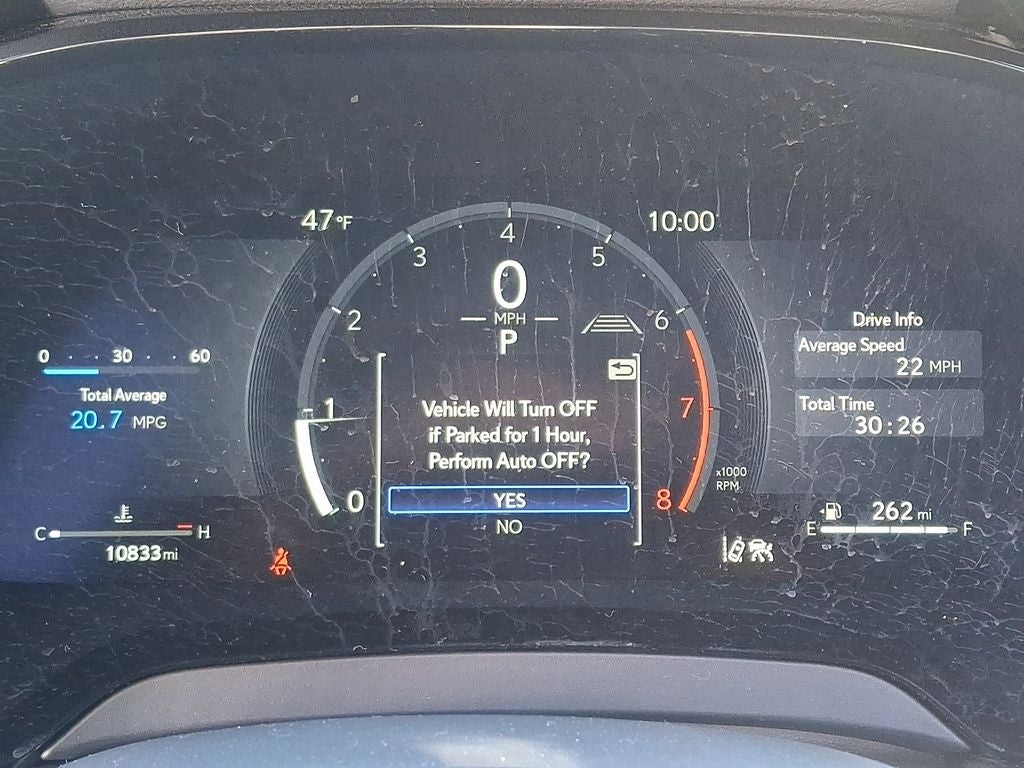 47°F
10:00
4
3
5
0
MPH
P
2
6
Drive Info
Average Speed
22 MPH
0 30 60
Total Average
20.7 MPG
1
7
Total Time
30:26
Vehicle Will Turn OFF
if Parked for 1 Hour,
Perform Auto OFF?
YES
NO
0
8
x1000
RPM
C H
10833 mi
262 mi
E F